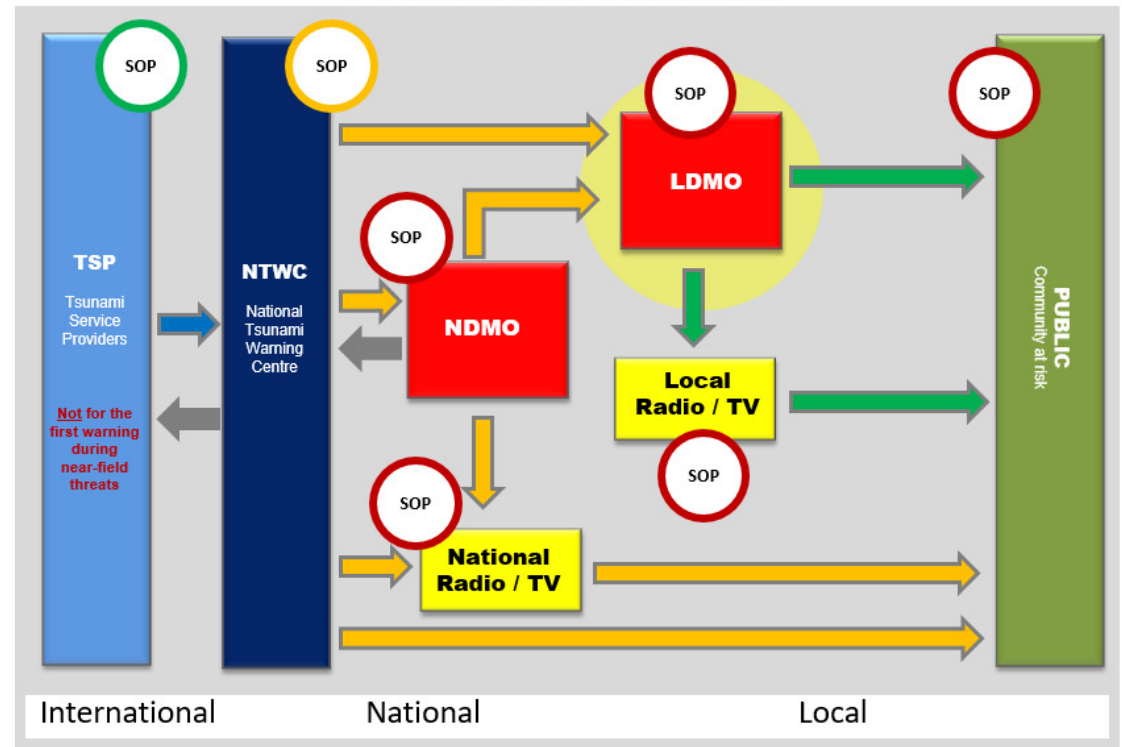 SOP
TSP
Tsunami
Service
Providers
Not for the
first warning
during
near-field
threats
SOP
NTWC
National
Tsunami
Warning
Centre
SOP
NDMO
SOP
National
Radio / TV
SOP
LDMO
Local
Radio / TV
SOP
SOP
PUBLIC
Community at risk
International
National
Local